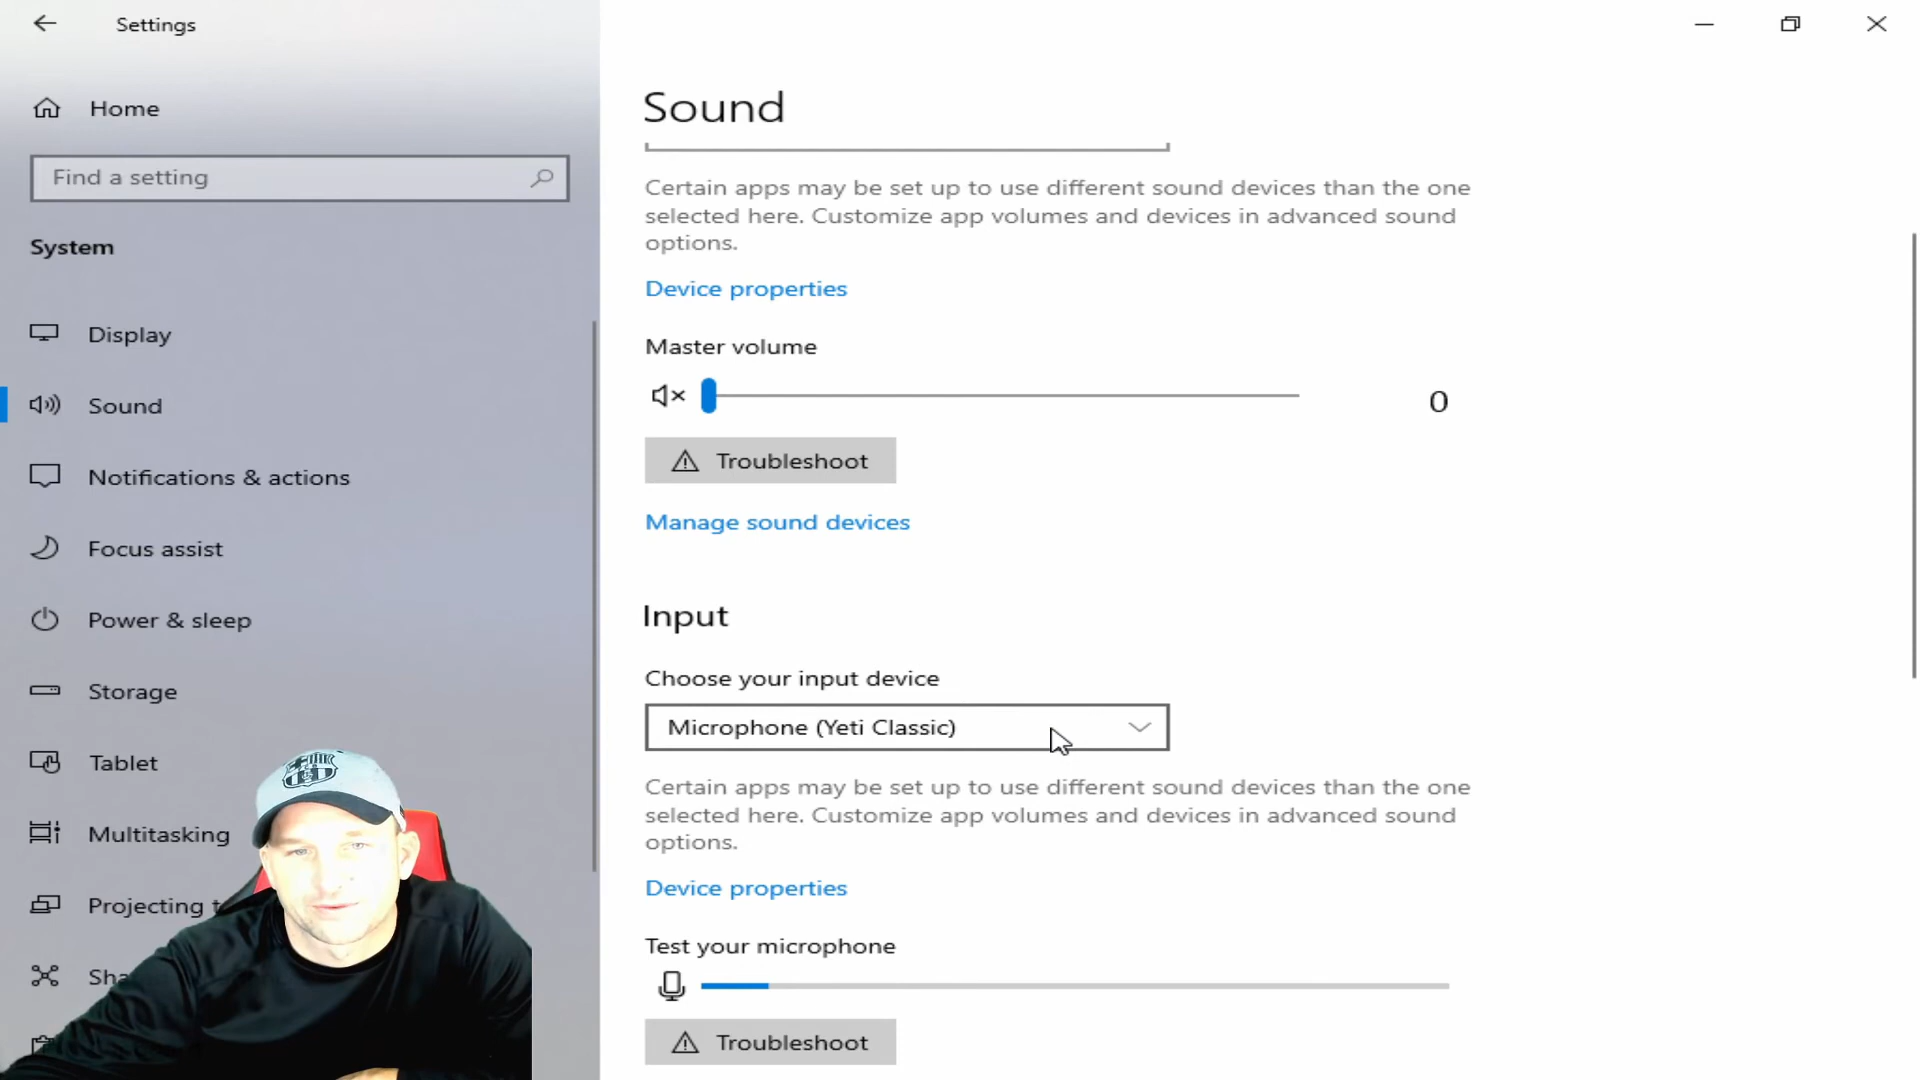 Settings
Home
Find a setting
System
Display
Sound
Notifications & actions
Focus assist
Power & sleep
Storage
Tablet
Multitasking
Projecting
Sound
Certain apps may be set up to use different sound devices than the one
selected here. Customize app volumes and devices in advanced sound
options.
Device properties
Master volume
0
Troubleshoot
Manage sound devices
Input
Choose your input device
Microphone (Yeti Classic)
Certain apps may be set up to use different sound devices than the one
selected here. Customize app volumes and devices in advanced sound
options.
Device properties
Test your microphone
Troubleshoot